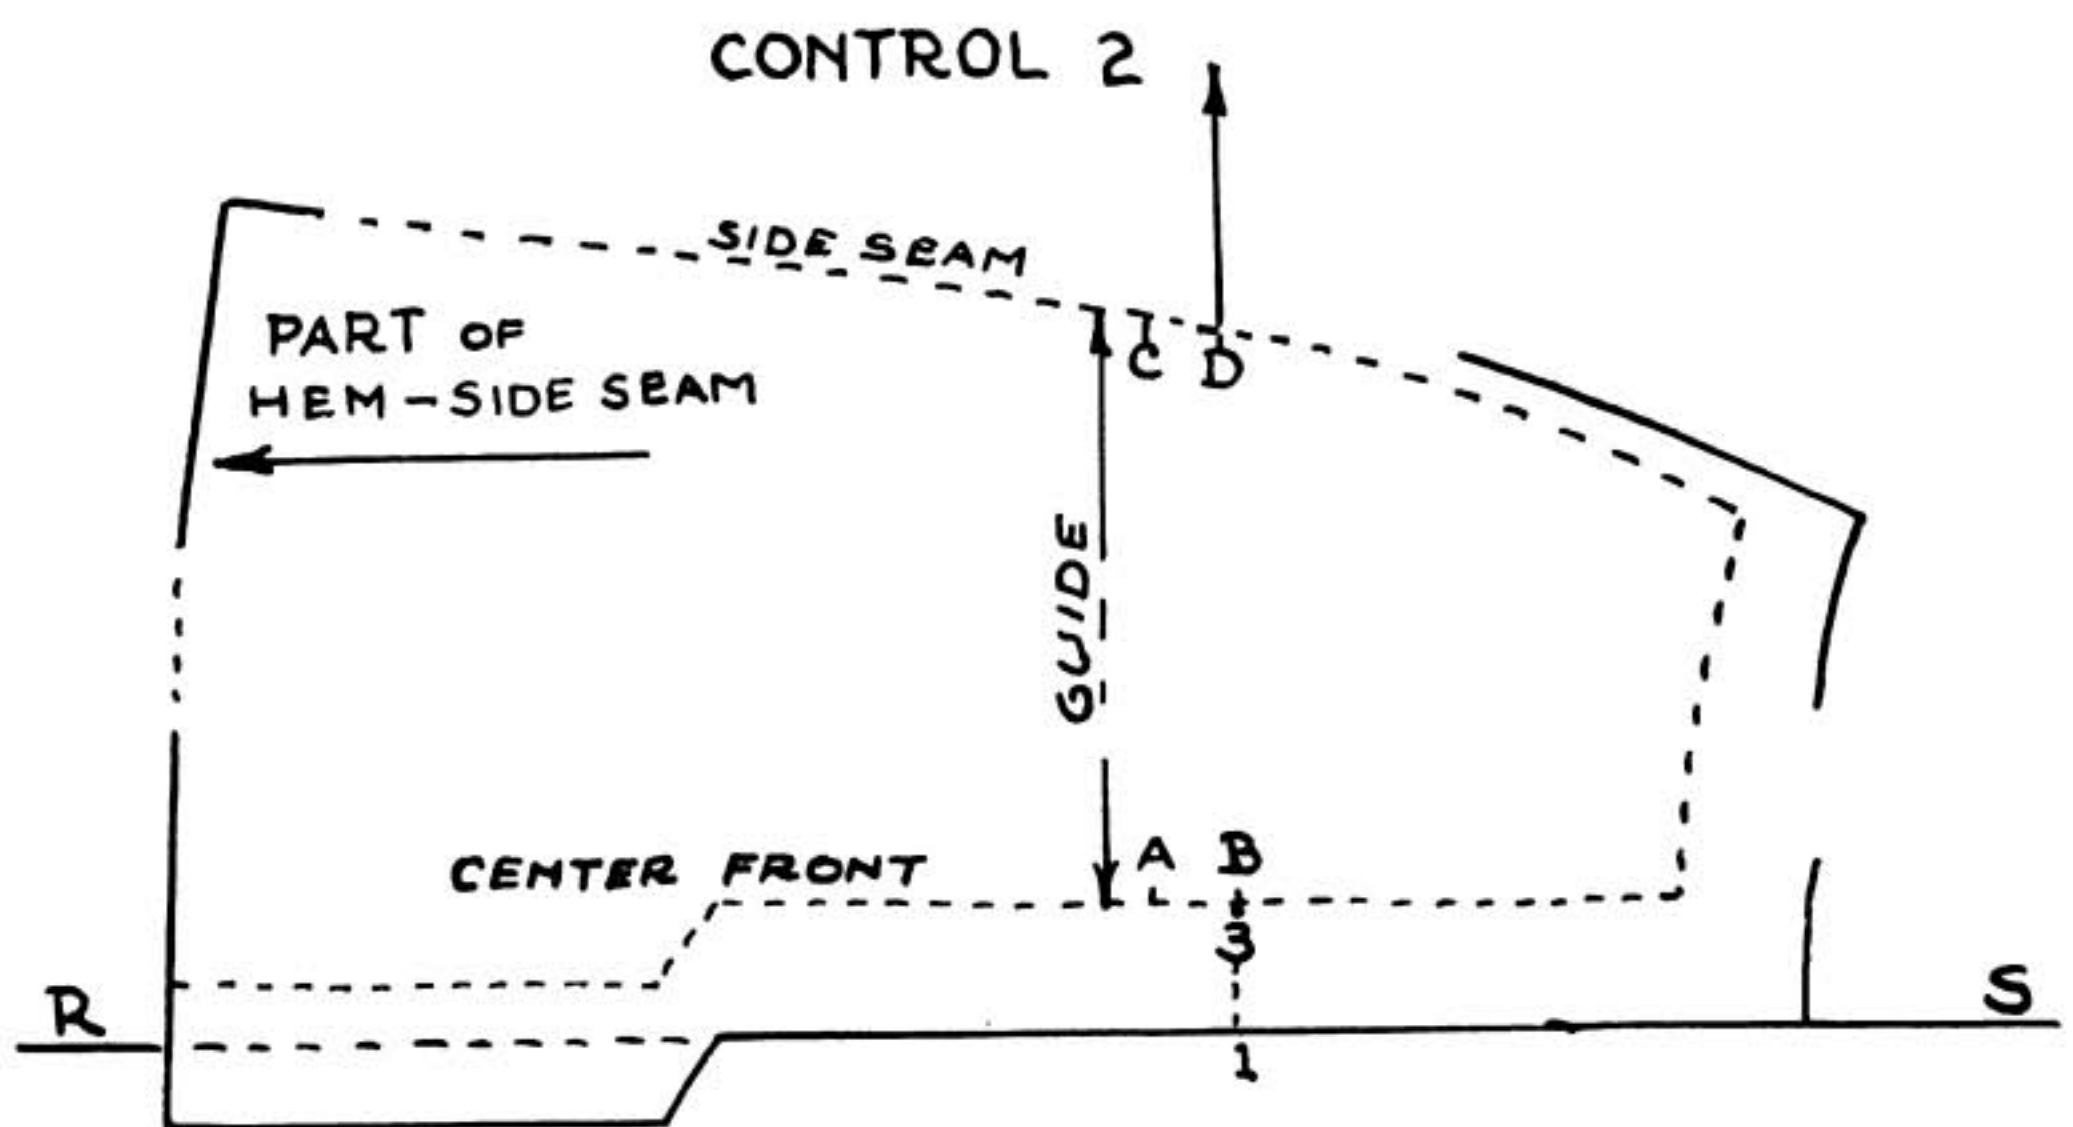 CONTROL 2
SIDE SEAM
PART OF
HEM-SIDE SEAM
C D
GUIDE
A B
CENTER FRONT
3
R
S
1